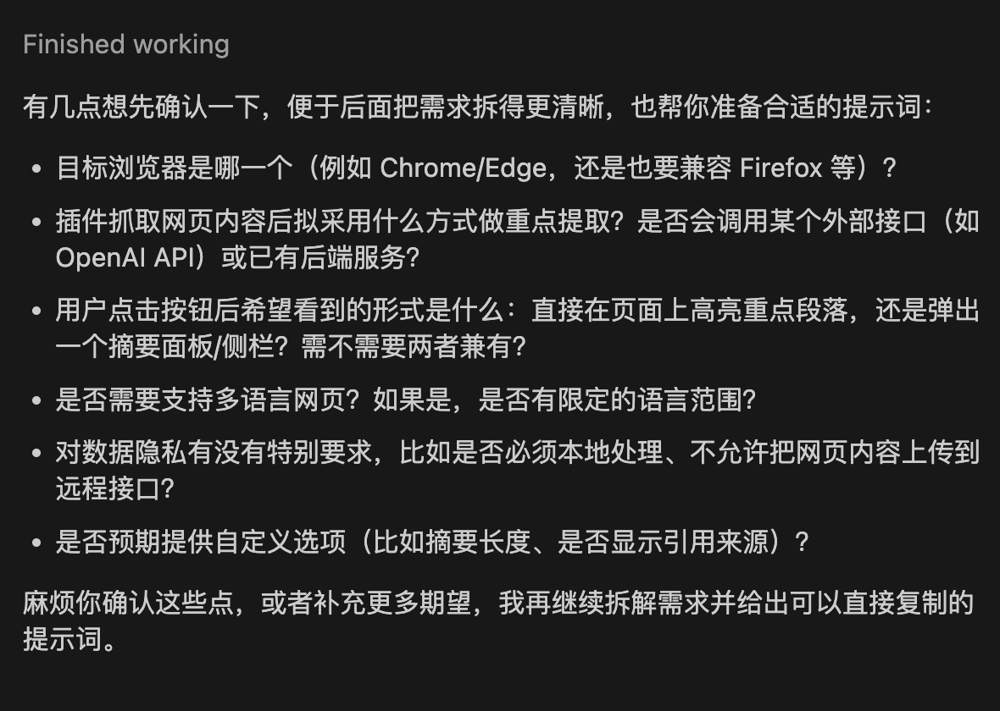 Finished working
有几点想先确认一下，便于后面把需求拆得更清晰，也帮你准备合适的提示词：
• 目标浏览器是哪一个（例如 Chrome/Edge，还是也要兼容 Firefox 等）？
• 插件抓取网页内容后拟采用什么方式做重点提取？是否会调用某个外部接口（如
OpenAI API）或已有后端服务？
• 用户点击按钮后希望看到的形式是什么：直接在页面上高亮重点段落，还是弹出
一个摘要面板/侧栏？需不需要两者兼有？
• 是否需要支持多语言网页？如果是，是否有限定的语言范围？
• 对数据隐私有没有特别要求，比如是否必须本地处理、不允许把网页内容上传到
远程接口？
• 是否预期提供自定义选项（比如摘要长度、是否显示引用来源）？
麻烦你确认这些点，或者补充更多期望，我再继续拆解需求并给出可以直接复制的
提示词。